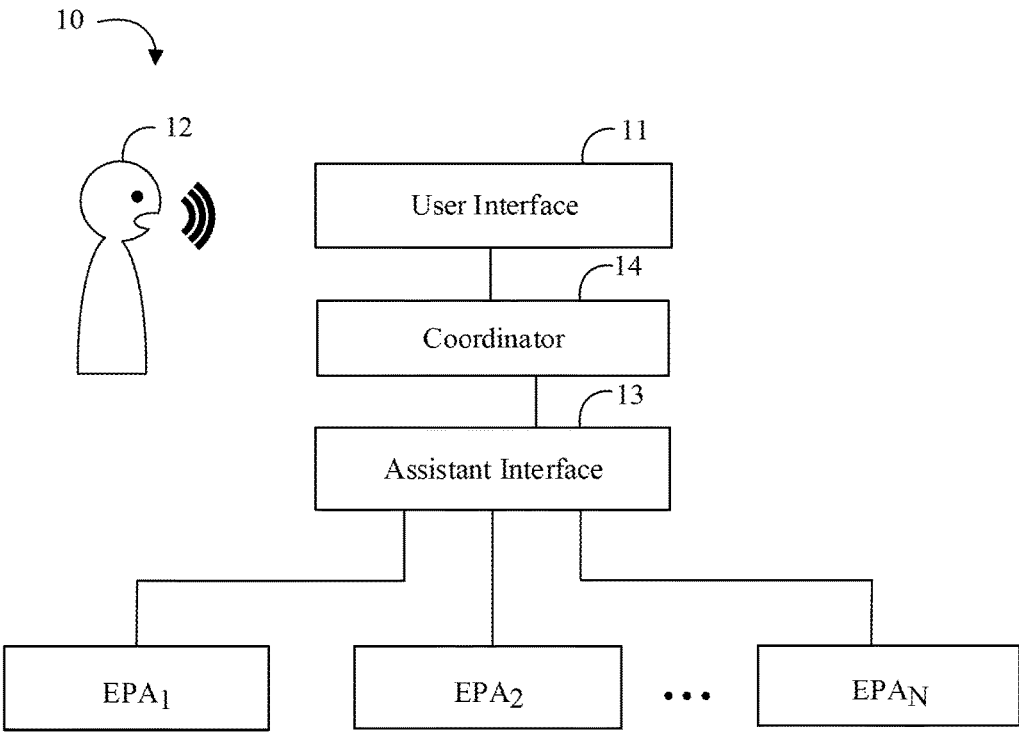 10
12
11
User Interface
14
Coordinator
13
Assistant Interface
EPA1
EPA2
...
EPAN